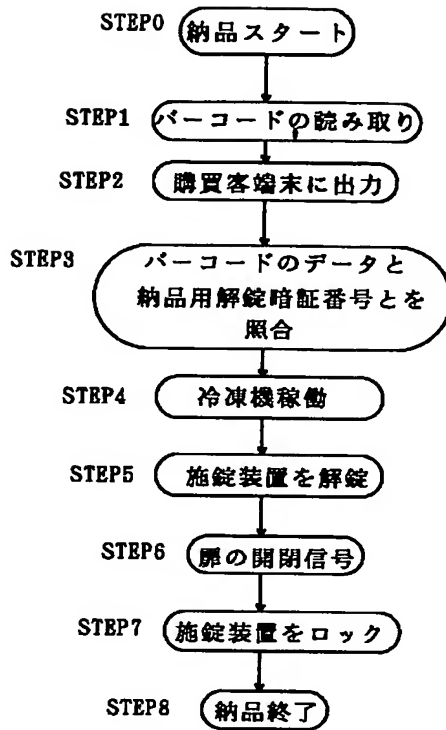 STEP0 納品スタート
STEP1 バーコードの読み取り
STEP2 購買客端末に出力
STEP3 バーコードのデータと
納品用解錠暗証番号とを
照合
STEP4 冷凍機稼働
STEP5 施錠装置を解錠
STEP6 扉の開閉信号
STEP7 施錠装置をロック
STEP8 納品終了